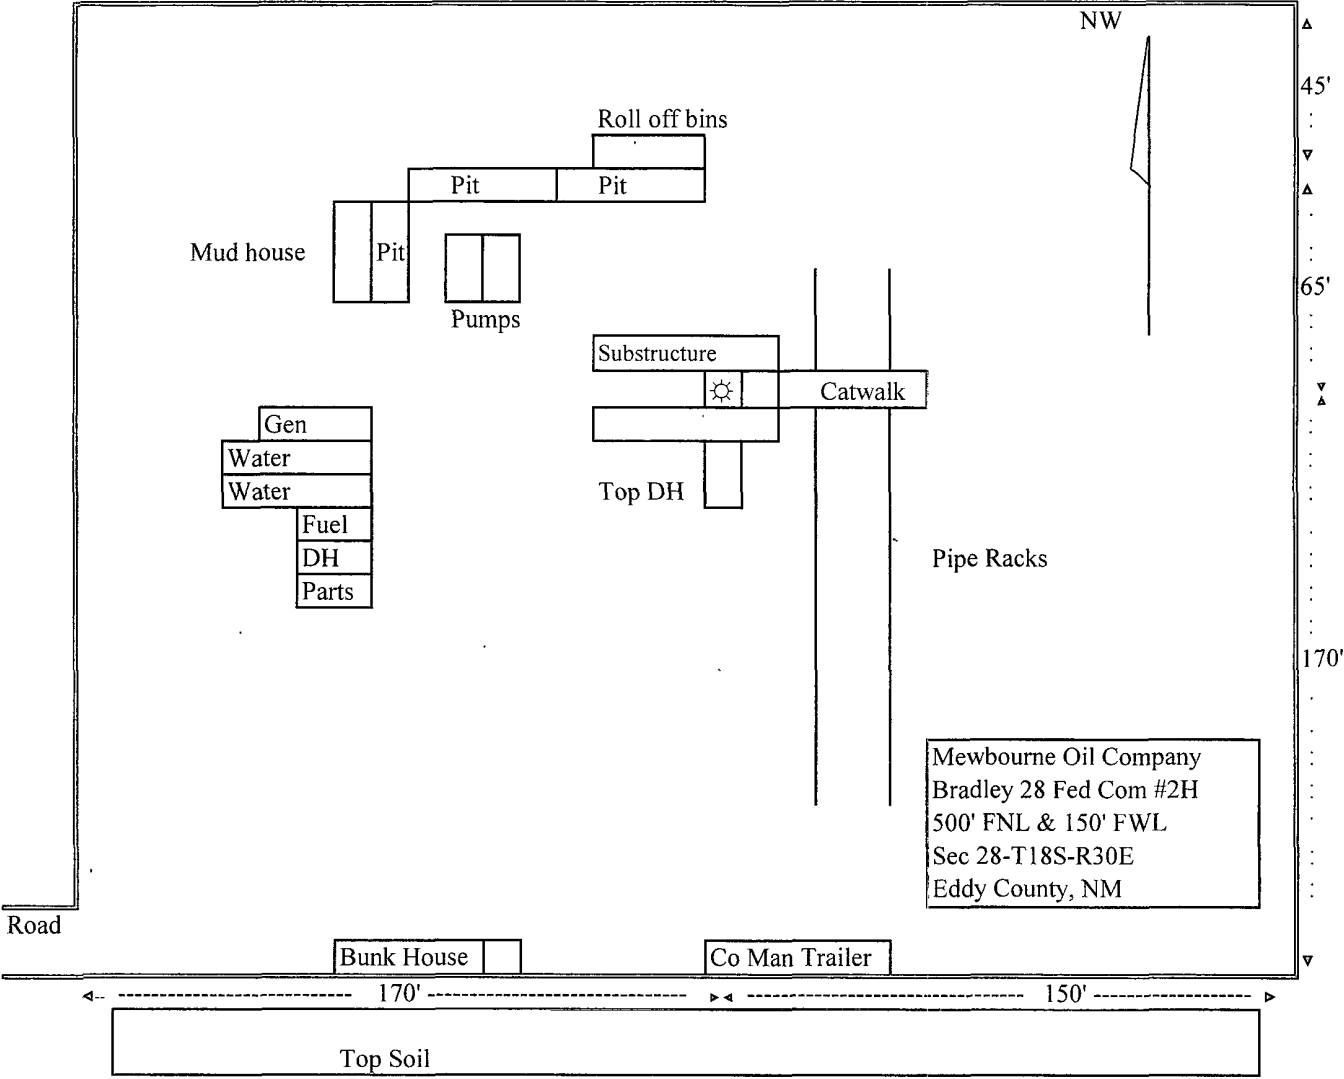 NW
45'
Roll off bins
Pit
Pit
Mud house
Pit
65'
Pumps
Substructure
Catwalk
Gen
Water
Water
Top DH
Fuel
DH
Parts
Pipe Racks
170'
Mewbourne Oil Company
Bradley 28 Fed Com #2H
500' FNL & 150' FWL
Sec 28-T18S-R30E
Eddy County, NM
Road
Bunk House
Co Man Trailer
170'
150'
Top Soil